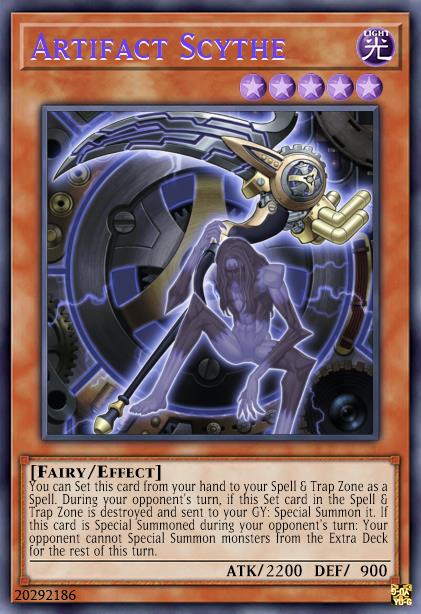 Artifact Scythe
LIGHT
光
[Fairy/Effect]
You can Set this card from your hand to your Spell & Trap Zone as a
Spell. During your opponent's turn, if this Set card in the Spell &
Trap Zone is destroyed and sent to your GY: Special Summon it. If
this card is Special Summoned during your opponent's turn: Your
opponent cannot Special Summon monsters from the Extra Deck
for the rest of this turn.
ATK/2200 DEF/ 900
20292186